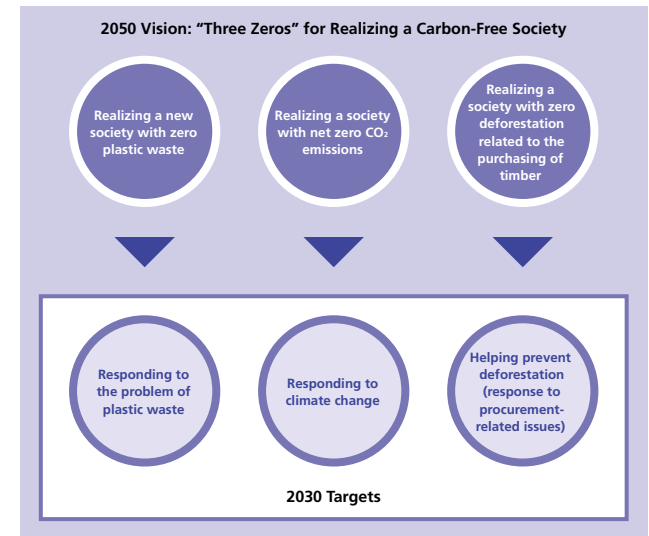 2050 Vision: “Three Zeros” for Realizing a Carbon-Free Society
Realizing a new
society with zero
plastic waste
Realizing a society
with net zero CO₂
emissions
Realizing a
society with zero
deforestation
related to the
purchasing of
timber
Responding to
the problem of
plastic waste
Responding to
climate change
Helping prevent
deforestation
(response to
procurement-
related issues)
2030 Targets